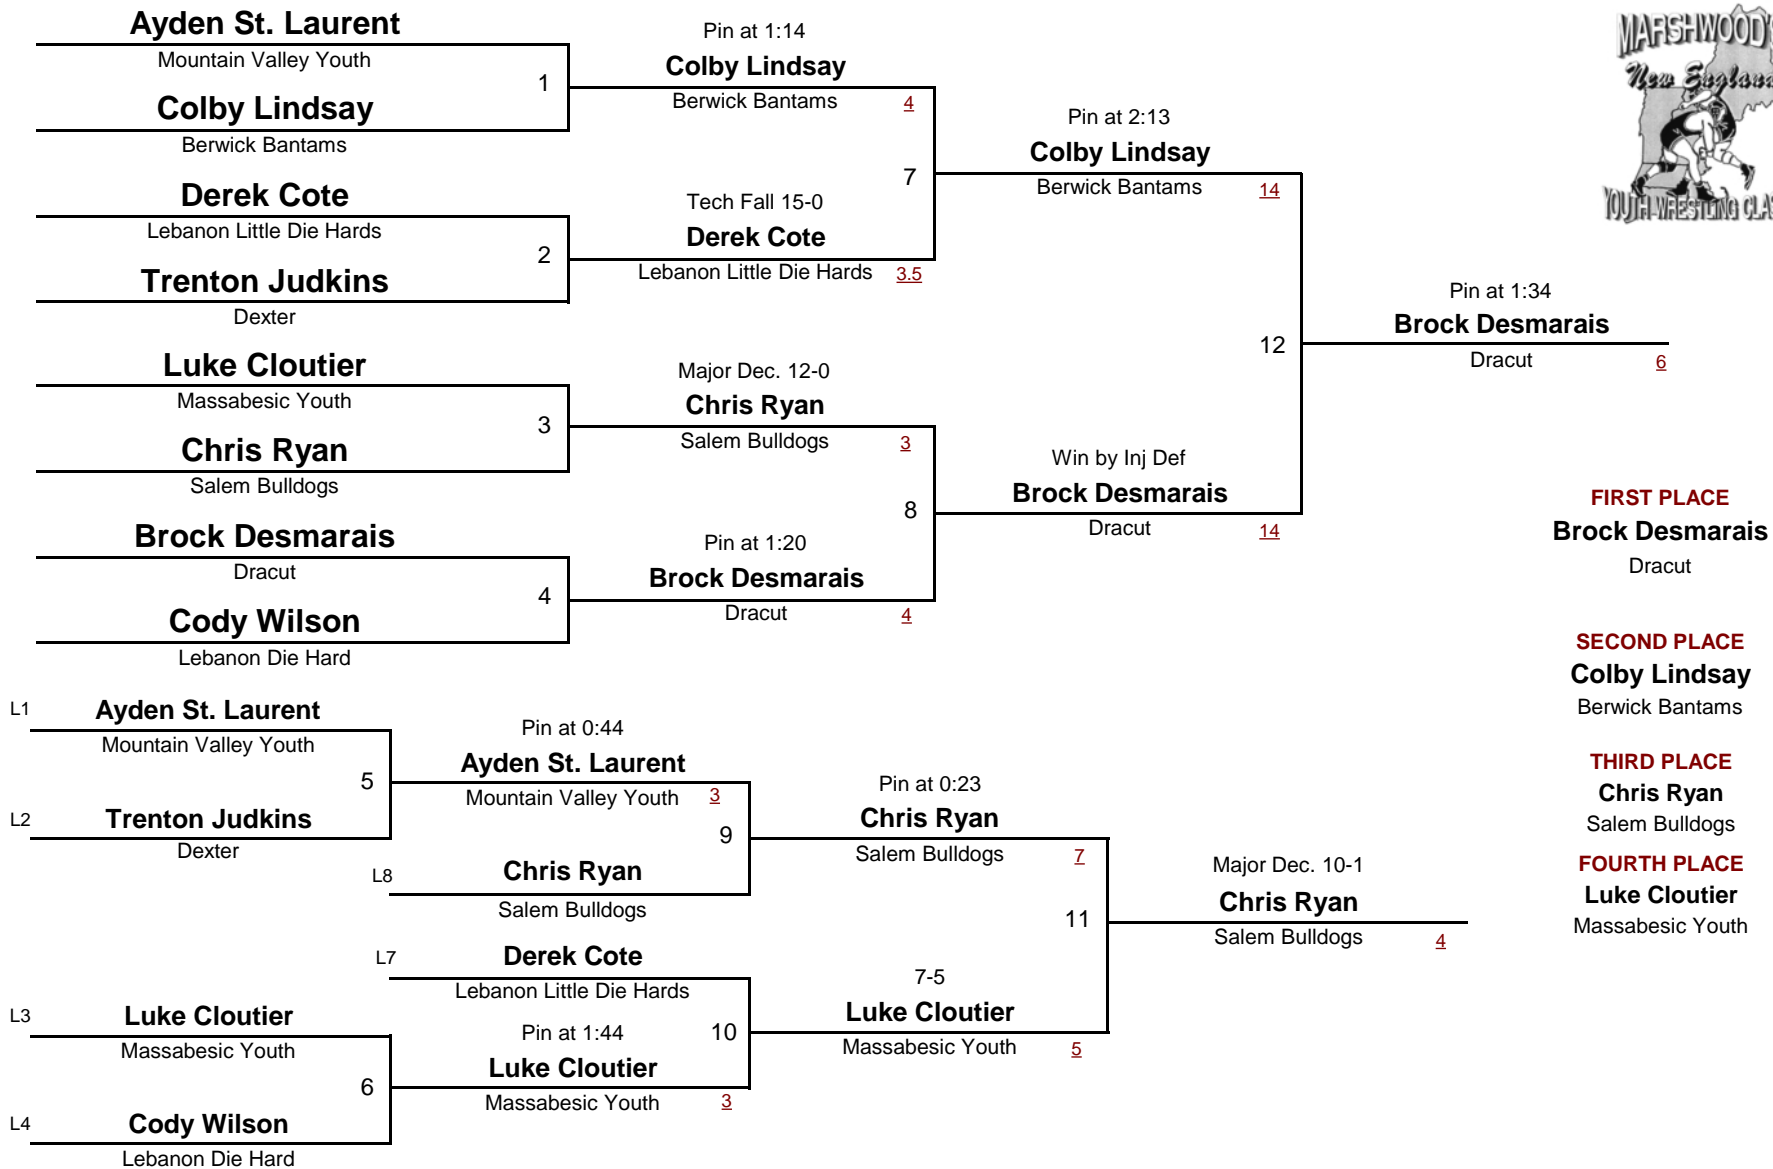 Ayden St. Laurent
Mountain Valley Youth
1
Colby Lindsay
Berwick Bantams
Derek Cote
Lebanon Little Die Hards
2
Trenton Judkins
Dexter
Luke Cloutier
Massabesic Youth
3
Chris Ryan
Salem Bulldogs
Brock Desmarais
Dracut
4
Cody Wilson
Lebanon Die Hard
Pin at 1:14
Colby Lindsay
Berwick Bantams 4
7
Tech Fall 15-0
Derek Cote
Lebanon Little Die Hards 3.5
Major Dec. 12-0
Chris Ryan
Salem Bulldogs 3
8
Pin at 1:20
Brock Desmarais
Dracut 4
Pin at 2:13
Colby Lindsay
Berwick Bantams 14
12
Win by Inj Def
Brock Desmarais
Dracut 14
Pin at 1:34
Brock Desmarais
Dracut 6
MARSHWOOD'S
New England
YOUTH WRESTLING
FIRST PLACE
Brock Desmarais
Dracut
SECOND PLACE
Colby Lindsay
Berwick Bantams
THIRD PLACE
Chris Ryan
Salem Bulldogs
FOURTH PLACE
Luke Cloutier
Massabesic Youth
L1 Ayden St. Laurent
Mountain Valley Youth
5
L2 Trenton Judkins
Dexter
L3 Luke Cloutier
Massabesic Youth
6
L4 Cody Wilson
Lebanon Die Hard
Pin at 0:44
Ayden St. Laurent
Mountain Valley Youth 3
9
L8 Chris Ryan
Salem Bulldogs
L7 Derek Cote
Lebanon Little Die Hards
Pin at 1:44 10
Luke Cloutier
Massabesic Youth 3
Pin at 0:23
Chris Ryan
Salem Bulldogs 7
11
7-5
Luke Cloutier
Massabesic Youth 5
Major Dec. 10-1
Chris Ryan
Salem Bulldogs 4